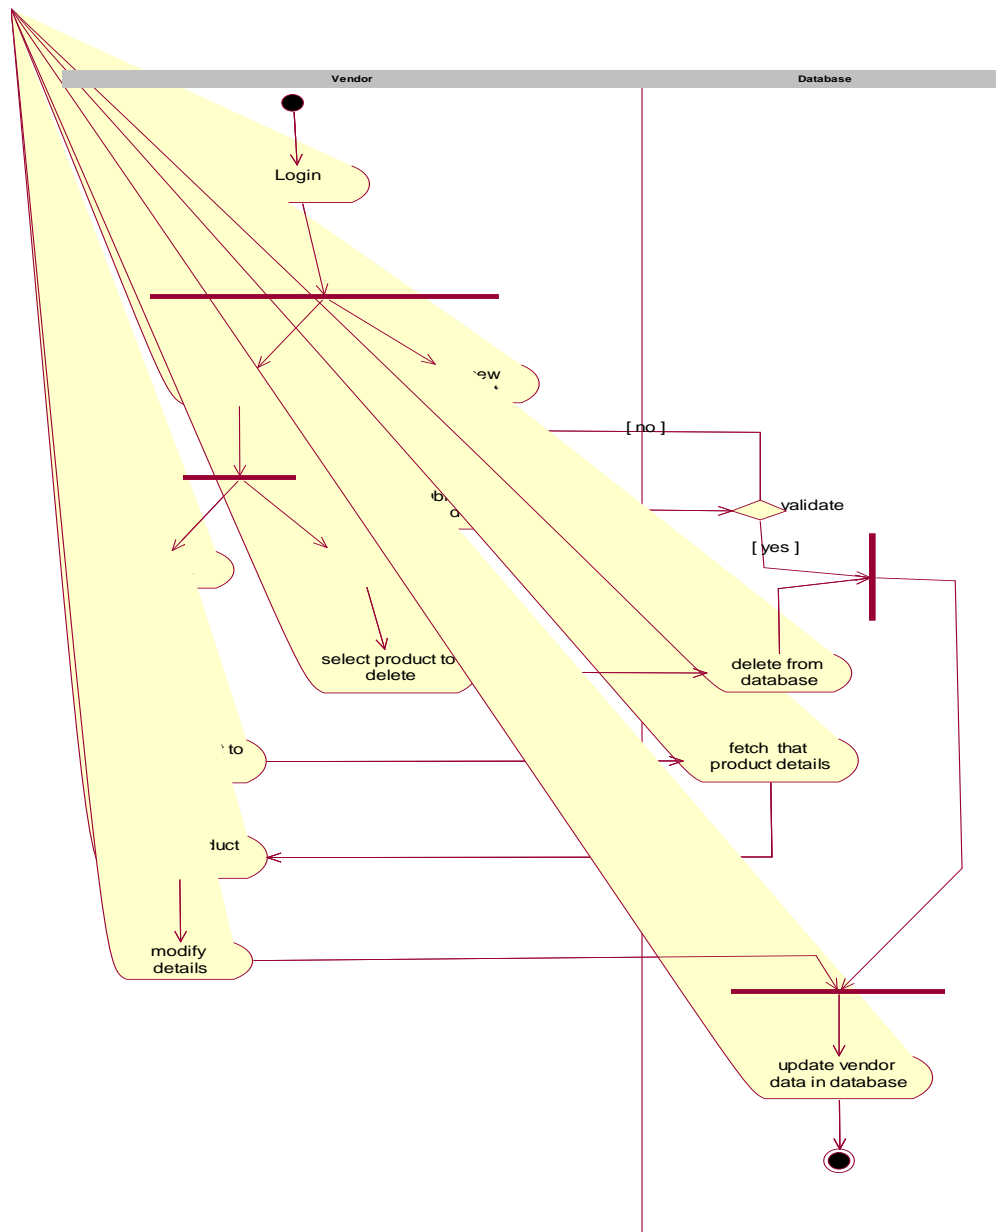 Vendor
Database
Login
[ no ]
validate
[ yes ]
select product to
delete
delete from
database
to
fetch that
product details
modify
details
update vendor
data in database